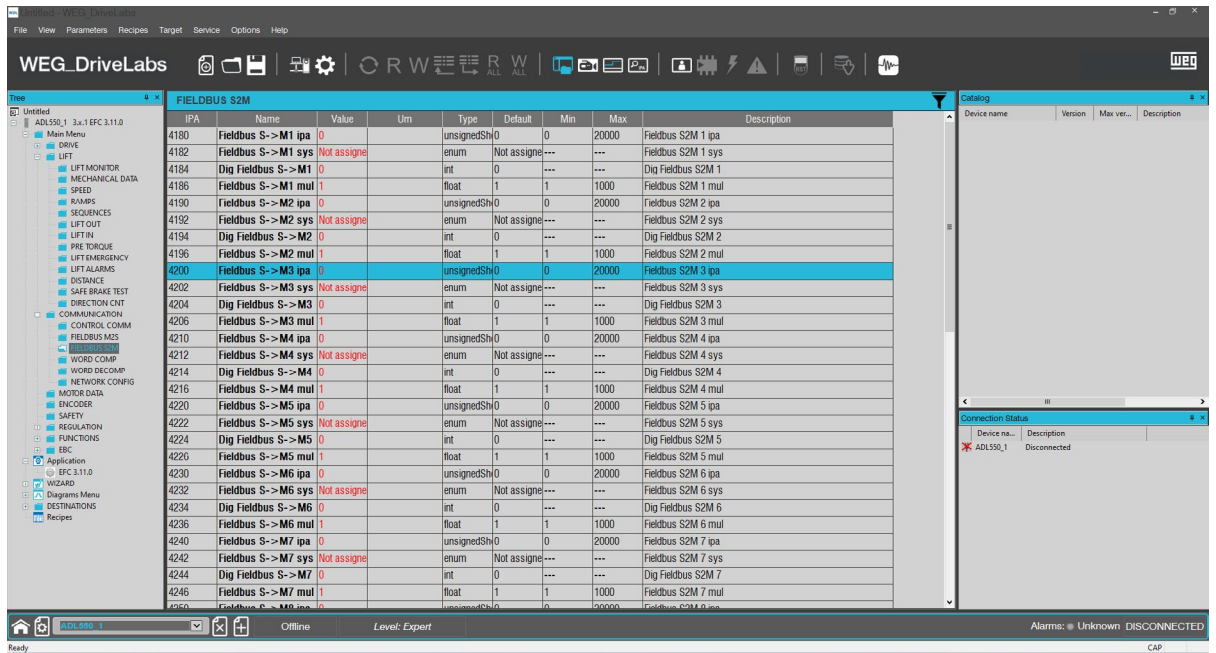 Untitled - WEG_DriveLabs
File View Parameters Recipes Target Service Options Help
WEG_DriveLabs
R W R ALL W ALL
RST
WEG
Tree
Untitled
ADL550_1 3.x.1 EFC 3.11.0
Main Menu
DRIVE
LIFT
LIFT MONITOR
MECHANICAL DATA
SPEED
RAMPS
SEQUENCES
LIFT OUT
LIFT IN
PRE TORQUE
LIFT EMERGENCY
LIFT ALARMS
DISTANCE
SAFE BRAKE TEST
DIRECTION CNT
COMMUNICATION
CONTROL COMM
FIELDBUS M2S
FIELDBUS S2M
WORD COMP
WORD DECOMP
NETWORK CONFIG
MOTOR DATA
ENCODER
SAFETY
REGULATION
FUNCTIONS
EBC
Application
EFC 3.11.0
WIZARD
Diagrams Menu
DESTINATIONS
Recipes
FIELDBUS S2M
IPA Name Value Um Type Default Min Max Description
4180 Fieldbus S->M1 ipa 0 unsignedSh 0 0 20000 Fieldbus S2M 1 ipa
4182 Fieldbus S->M1 sys Not assigne enum Not assigne --- --- Fieldbus S2M 1 sys
4184 Dig Fieldbus S->M1 0 int 0 --- --- Dig Fieldbus S2M 1
4186 Fieldbus S->M1 mul 1 float 1 1 1000 Fieldbus S2M 1 mul
4190 Fieldbus S->M2 ipa 0 unsignedSh 0 0 20000 Fieldbus S2M 2 ipa
4192 Fieldbus S->M2 sys Not assigne enum Not assigne --- --- Fieldbus S2M 2 sys
4194 Dig Fieldbus S->M2 0 int 0 --- --- Dig Fieldbus S2M 2
4196 Fieldbus S->M2 mul 1 float 1 1 1000 Fieldbus S2M 2 mul
4200 Fieldbus S->M3 ipa 0 unsignedSh 0 0 20000 Fieldbus S2M 3 ipa
4202 Fieldbus S->M3 sys Not assigne enum Not assigne --- --- Fieldbus S2M 3 sys
4204 Dig Fieldbus S->M3 0 int 0 --- --- Dig Fieldbus S2M 3
4206 Fieldbus S->M3 mul 1 float 1 1 1000 Fieldbus S2M 3 mul
4210 Fieldbus S->M4 ipa 0 unsignedSh 0 0 20000 Fieldbus S2M 4 ipa
4212 Fieldbus S->M4 sys Not assigne enum Not assigne --- --- Fieldbus S2M 4 sys
4214 Dig Fieldbus S->M4 0 int 0 --- --- Dig Fieldbus S2M 4
4216 Fieldbus S->M4 mul 1 float 1 1 1000 Fieldbus S2M 4 mul
4220 Fieldbus S->M5 ipa 0 unsignedSh 0 0 20000 Fieldbus S2M 5 ipa
4222 Fieldbus S->M5 sys Not assigne enum Not assigne --- --- Fieldbus S2M 5 sys
4224 Dig Fieldbus S->M5 0 int 0 --- --- Dig Fieldbus S2M 5
4226 Fieldbus S->M5 mul 1 float 1 1 1000 Fieldbus S2M 5 mul
4230 Fieldbus S->M6 ipa 0 unsignedSh 0 0 20000 Fieldbus S2M 6 ipa
4232 Fieldbus S->M6 sys Not assigne enum Not assigne --- --- Fieldbus S2M 6 sys
4234 Dig Fieldbus S->M6 0 int 0 --- --- Dig Fieldbus S2M 6
4236 Fieldbus S->M6 mul 1 float 1 1 1000 Fieldbus S2M 6 mul
4240 Fieldbus S->M7 ipa 0 unsignedSh 0 0 20000 Fieldbus S2M 7 ipa
4242 Fieldbus S->M7 sys Not assigne enum Not assigne --- --- Fieldbus S2M 7 sys
4244 Dig Fieldbus S->M7 0 int 0 --- --- Dig Fieldbus S2M 7
4246 Fieldbus S->M7 mul 1 float 1 1 1000 Fieldbus S2M 7 mul
4250 Fieldbus S->M8 ipa 0 unsignedSh 0 0 20000 Fieldbus S2M 8 ipa
Catalog
Device name Version Max ver... Description
Connection Status
Device na... Description
ADL550_1 Disconnected
ADL550_1 Offline Level: Expert Alarms: Unknown DISCONNECTED
Ready CAP